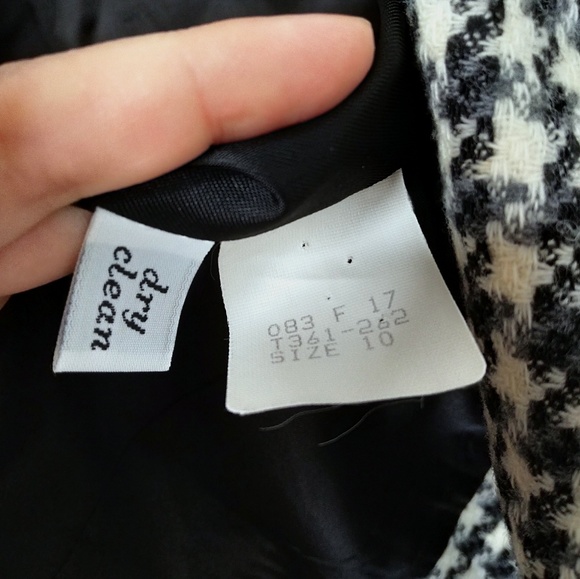 dry
clean
083 F 17
T361-262
SIZE 10